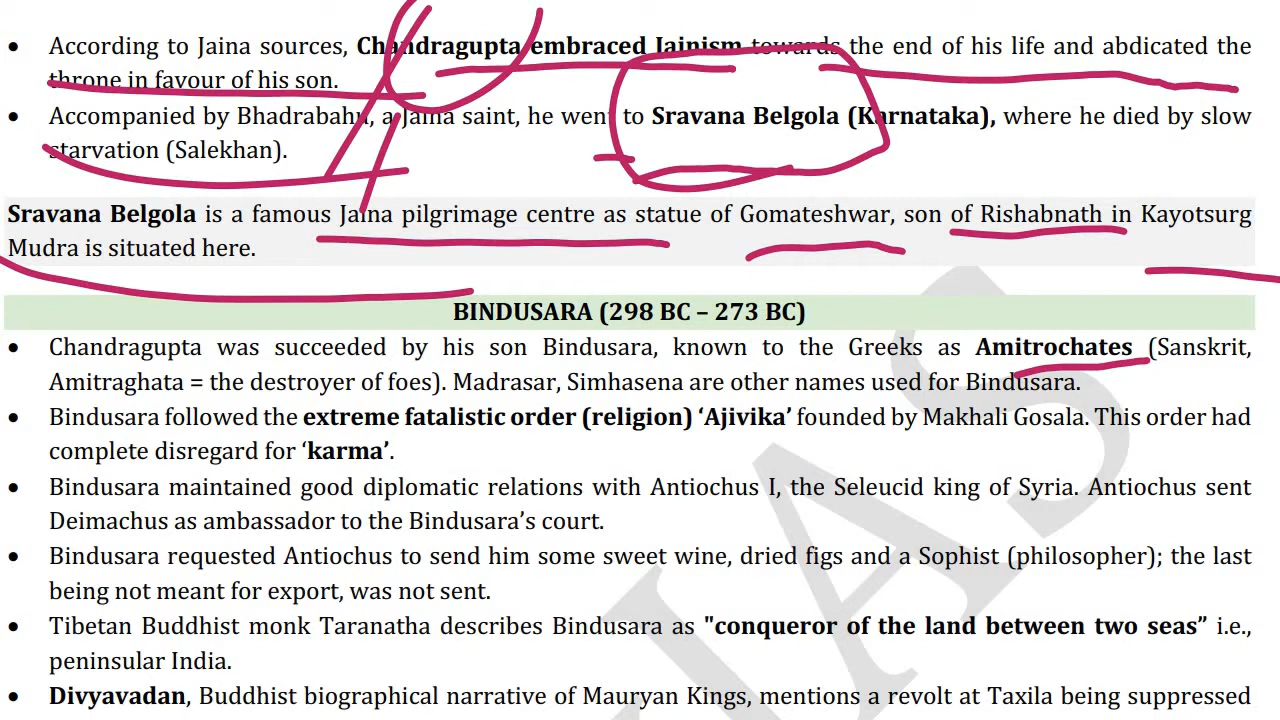 • According to Jaina sources, Chandragupta embraced Jainism towards the end of his life and abdicated the
throne in favour of his son.
• Accompanied by Bhadrabahu, a Jaina saint, he went to Sravana Belgola (Karnataka), where he died by slow
starvation (Salekhan).
Sravana Belgola is a famous Jaina pilgrimage centre as statue of Gomateshwar, son of Rishabnath in Kayotsurg
Mudra is situated here.
BINDUSARA (298 BC – 273 BC)
• Chandragupta was succeeded by his son Bindusara, known to the Greeks as Amitrochates (Sanskrit,
Amitraghata = the destroyer of foes). Madrasar, Simhasena are other names used for Bindusara.
• Bindusara followed the extreme fatalistic order (religion) ‘Ajivika’ founded by Makhali Gosala. This order had
complete disregard for ‘karma’.
• Bindusara maintained good diplomatic relations with Antiochus I, the Seleucid king of Syria. Antiochus sent
Deimachus as ambassador to the Bindusara’s court.
• Bindusara requested Antiochus to send him some sweet wine, dried figs and a Sophist (philosopher); the last
being not meant for export, was not sent.
• Tibetan Buddhist monk Taranatha describes Bindusara as "conqueror of the land between two seas” i.e.,
peninsular India.
• Divyavadan, Buddhist biographical narrative of Mauryan Kings, mentions a revolt at Taxila being suppressed
IAS